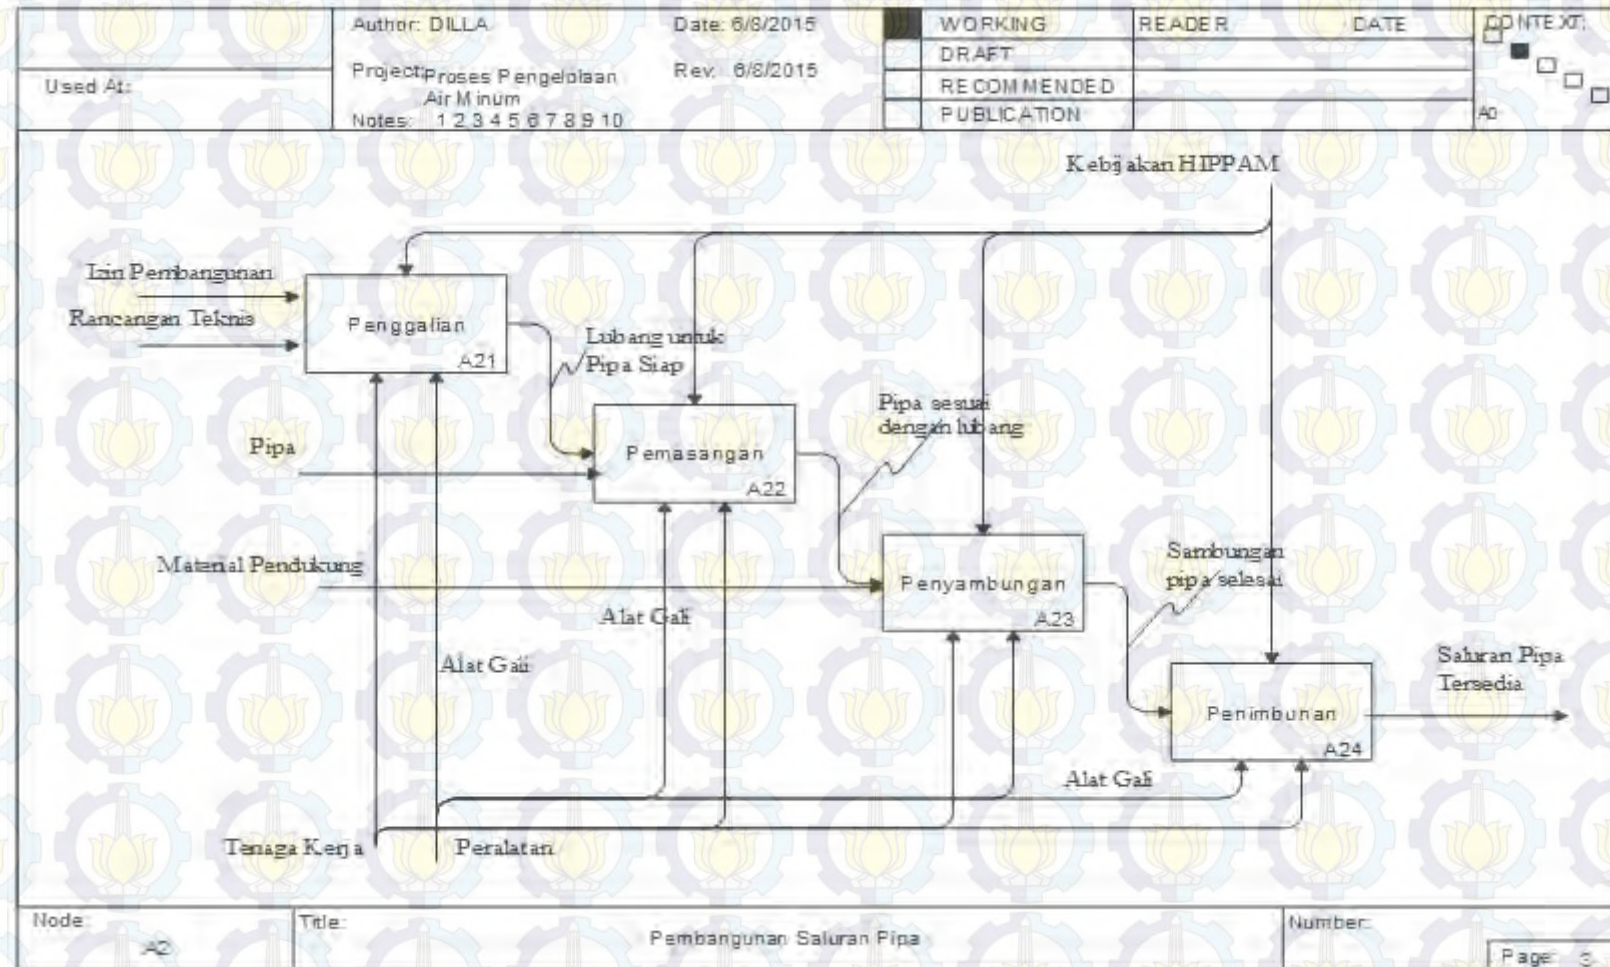 Used At:
Author: DILLA
Date: 6/8/2015
Project: Proses Pengelolaan
Air Minum
Rev: 6/8/2015
Notes: 1 2 3 4 5 6 7 8 9 10
WORKING
DRAFT
RECOMMENDED
PUBLICATION
READER DATE
CONTEXT:
A0
Kebijakan HIPPAM
Izin Pembangunan
Rancangan Teknis
Penggalian
A21
Lubang untuk
Pipa Siap
Pipa
Pemasangan
A22
Pipa sesuai
dengan lubang
Material Pendukung
Penyambungan
A23
Sambungan
pipa selesai
Alat Gali
Alat Gali
Saluran Pipa
Tersedia
Penimbunan
A24
Alat Gali
Tenaga Kerja
Peralatan
Node:
A2
Title:
Pembangunan Saluran Pipa
Number:
Page: 3